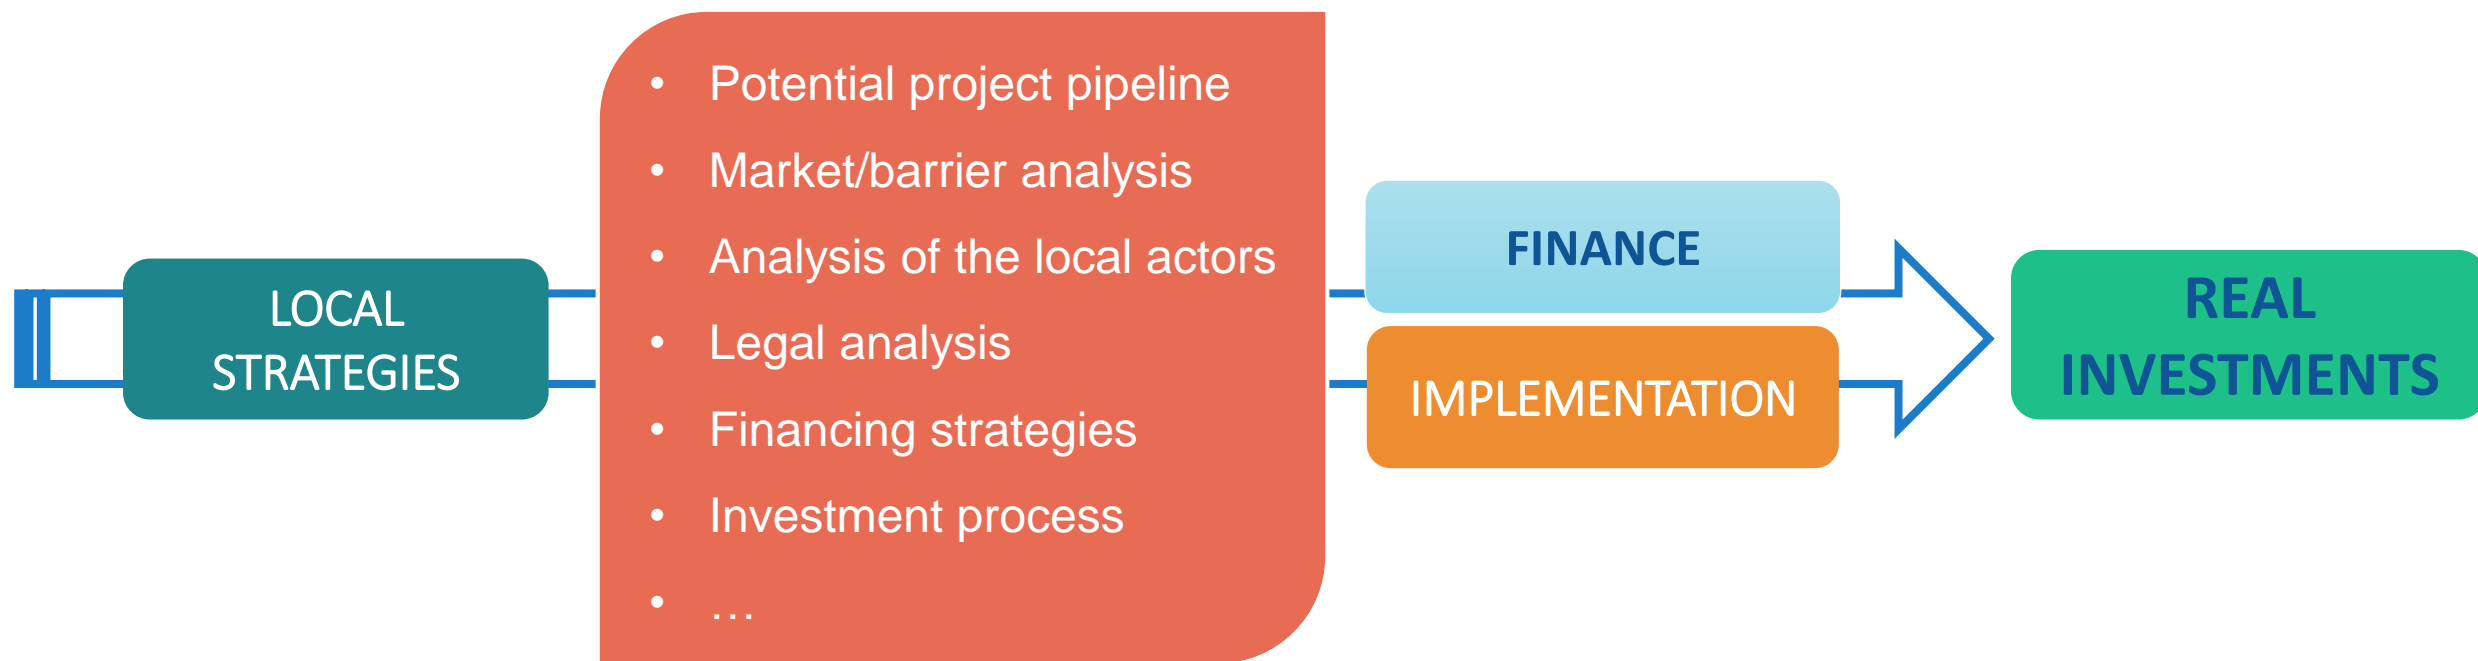 LOCAL
STRATEGIES
• Potential project pipeline
• Market/barrier analysis
• Analysis of the local actors
• Legal analysis
• Financing strategies
• Investment process
• …
FINANCE
IMPLEMENTATION
REAL
INVESTMENTS